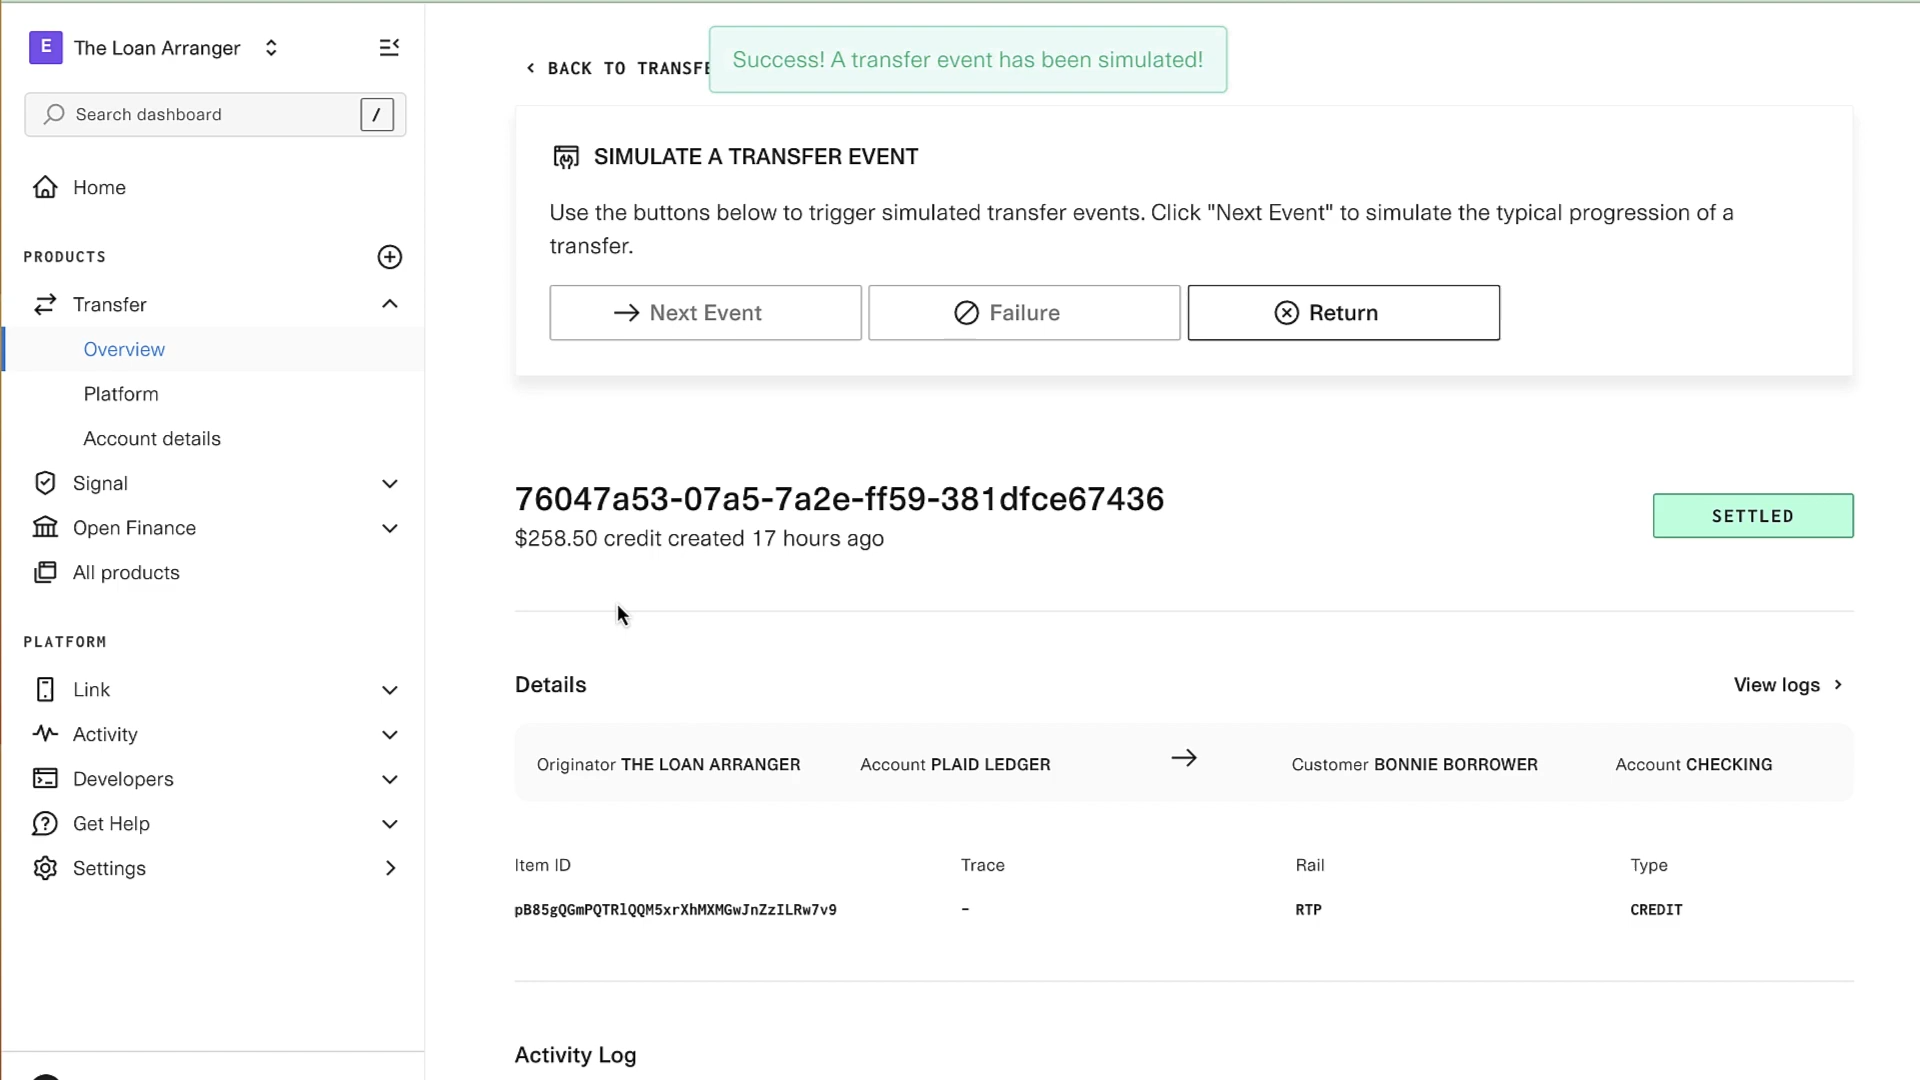 E The Loan Arranger
Search dashboard /
Home
PRODUCTS
Transfer
Overview
Platform
Account details
Signal
Open Finance
All products
PLATFORM
Link
Activity
Developers
Get Help
Settings
BACK TO TRANSFE
Success! A transfer event has been simulated!
SIMULATE A TRANSFER EVENT
Use the buttons below to trigger simulated transfer events. Click "Next Event" to simulate the typical progression of a
transfer.
Next Event Failure Return
76047a53-07a5-7a2e-ff59-381dfce67436
$258.50 credit created 17 hours ago
SETTLED
Details View logs
Originator THE LOAN ARRANGER Account PLAID LEDGER → Customer BONNIE BORROWER Account CHECKING
Item ID Trace Rail Type
pB85gQGmPQTRlQQM5xrXhMXMGwJnZzILRw7v9 – RTP CREDIT
Activity Log